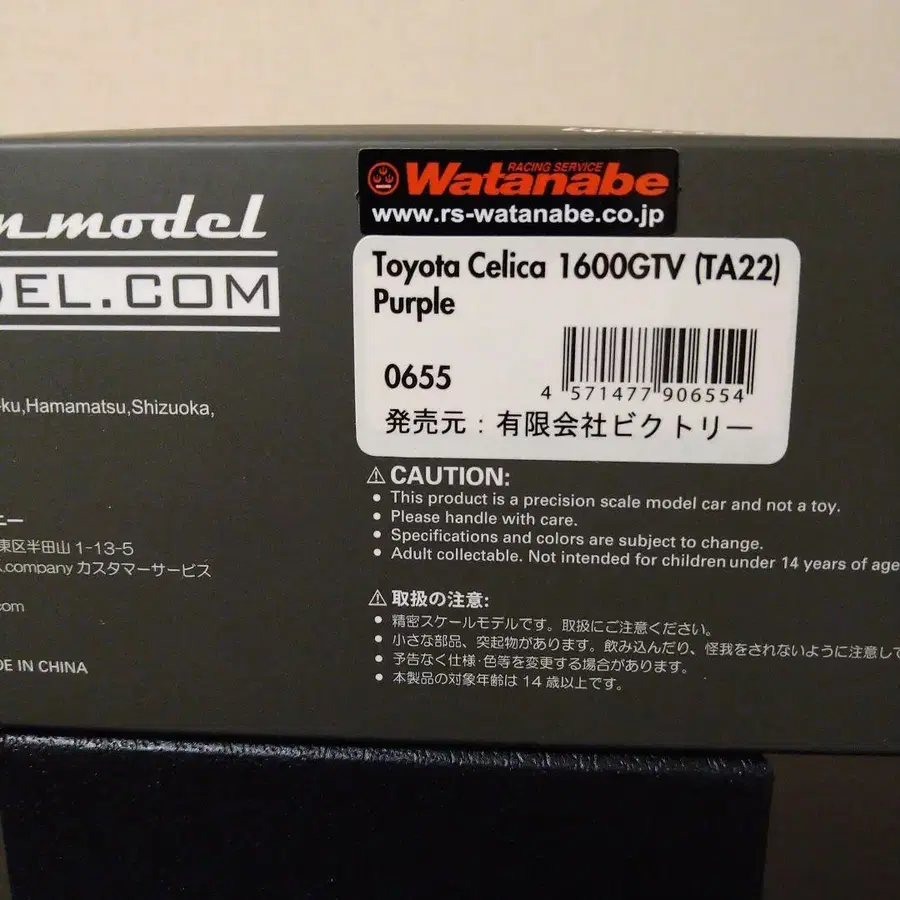 n model
DEL.COM
-ku,Hamamatsu,Shizuoka,
ニー
東区半田山 1-13-5
K.company カスタマーサービス
com
DE IN CHINA
RACING SERVICE
Watanabe
www.rs-watanabe.co.jp
Toyota Celica 1600GTV (TA22)
Purple
0655
4 571477 906554
発売元：有限会社ビクトリー
⚠ CAUTION:
• This product is a precision scale model car and not a toy.
• Please handle with care.
• Specifications and colors are subject to change.
• Adult collectable. Not intended for children under 14 years of age
⚠ 取扱の注意:
• 精密スケールモデルです。取扱にご注意ください。
• 小さな部品、突起物があります。飲み込んだり、怪我をされないように注意して
• 予告なく仕様・色等を変更する場合があります。
• 本製品の対象年齢は 14 歳以上です。